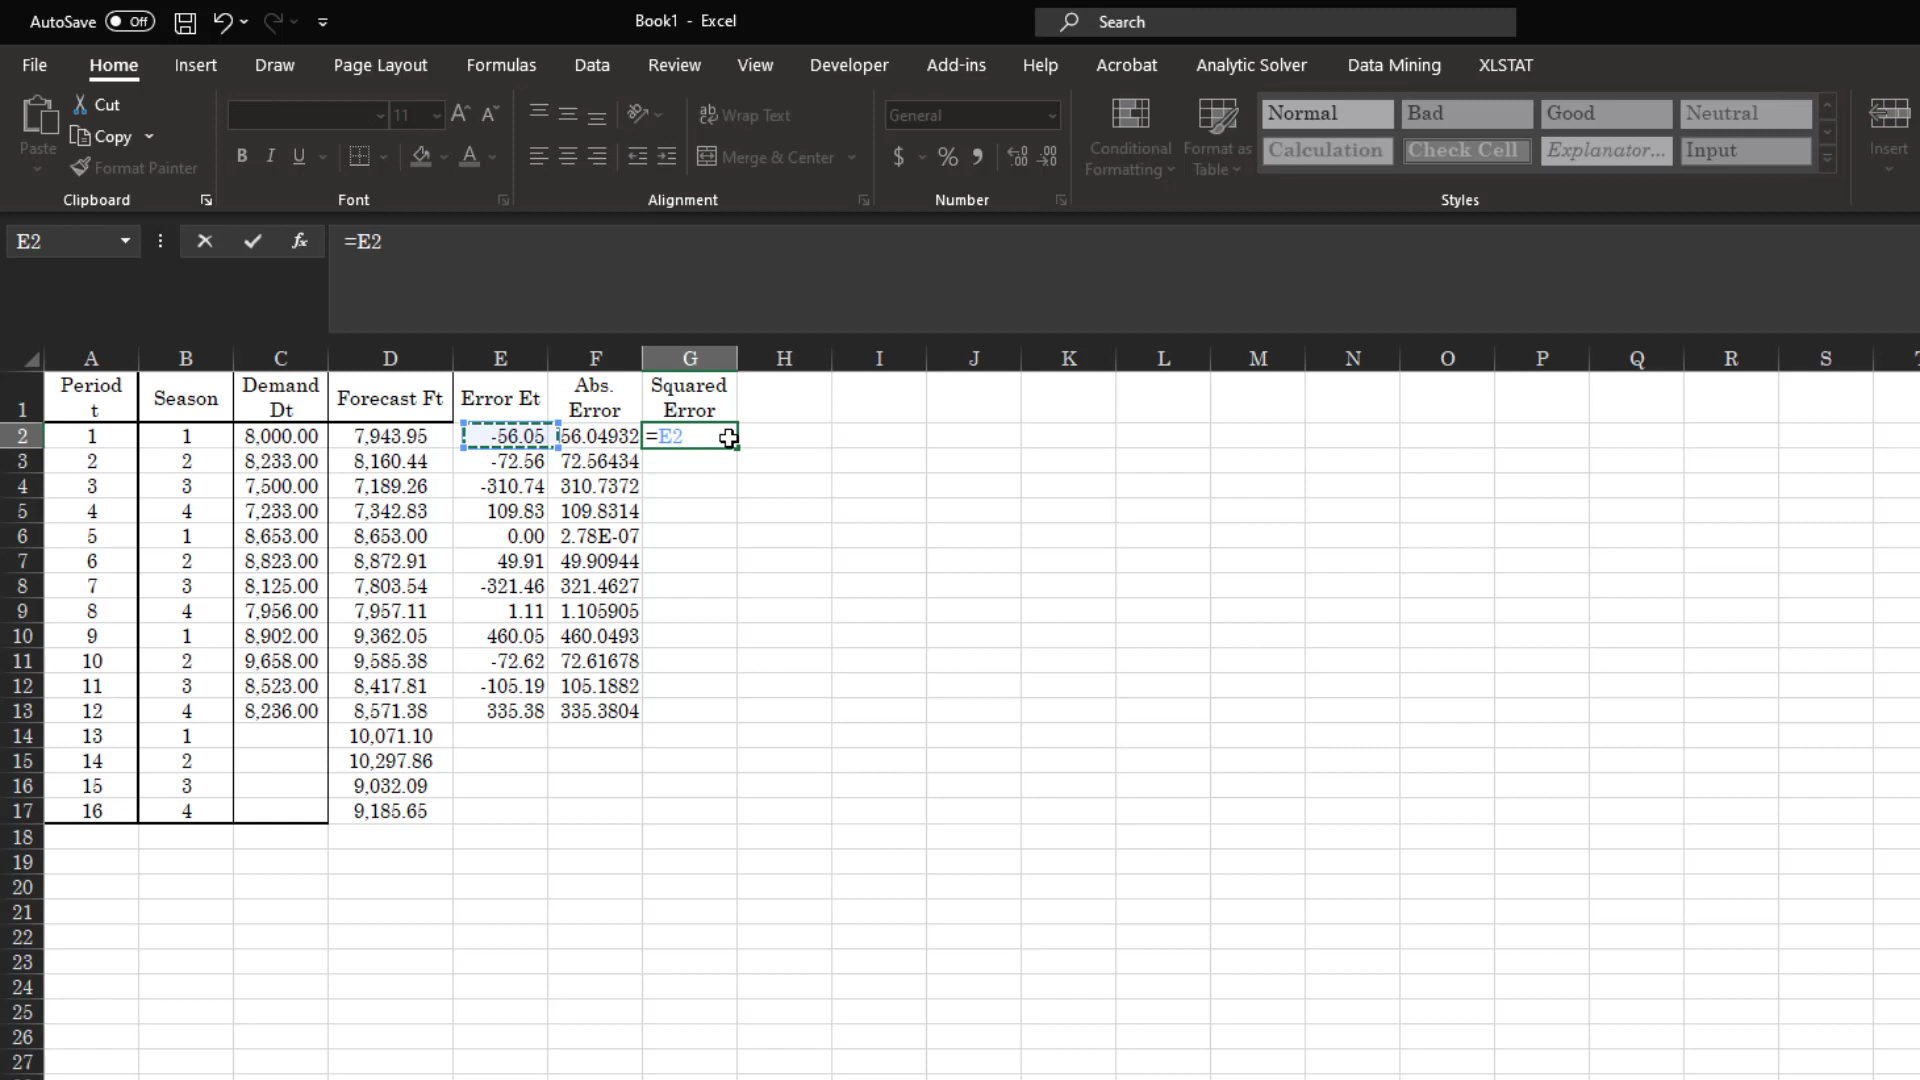 AutoSave Off Book1 - Excel Search
File Home Insert Draw Page Layout Formulas Data Review View Developer Add-ins Help Acrobat Analytic Solver Data Mining XLSTAT
Paste
Cut
Copy
Format Painter
Clipboard
11
Font
Wrap Text
Merge & Center
Alignment
General
$ % ,
Number
Conditional Formatting
Format as Table
Normal Bad Good Neutral
Calculation Check Cell Explanator... Input
Styles
Insert
E2 =E2
A B C D E F G H I J K L M N O P Q R S
1 Period t Season Demand Dt Forecast Ft Error Et Abs. Error Squared Error
2 1 1 8,000.00 7,943.95 -56.05 56.04932 =E2
3 2 2 8,233.00 8,160.44 -72.56 72.56434
4 3 3 7,500.00 7,189.26 -310.74 310.7372
5 4 4 7,233.00 7,342.83 109.83 109.8314
6 5 1 8,653.00 8,653.00 0.00 2.78E-07
7 6 2 8,823.00 8,872.91 49.91 49.90944
8 7 3 8,125.00 7,803.54 -321.46 321.4627
9 8 4 7,956.00 7,957.11 1.11 1.105905
10 9 1 8,902.00 9,362.05 460.05 460.0493
11 10 2 9,658.00 9,585.38 -72.62 72.61678
12 11 3 8,523.00 8,417.81 -105.19 105.1882
13 12 4 8,236.00 8,571.38 335.38 335.3804
14 13 1 10,071.10
15 14 2 10,297.86
16 15 3 9,032.09
17 16 4 9,185.65
18
19
20
21
22
23
24
25
26
27